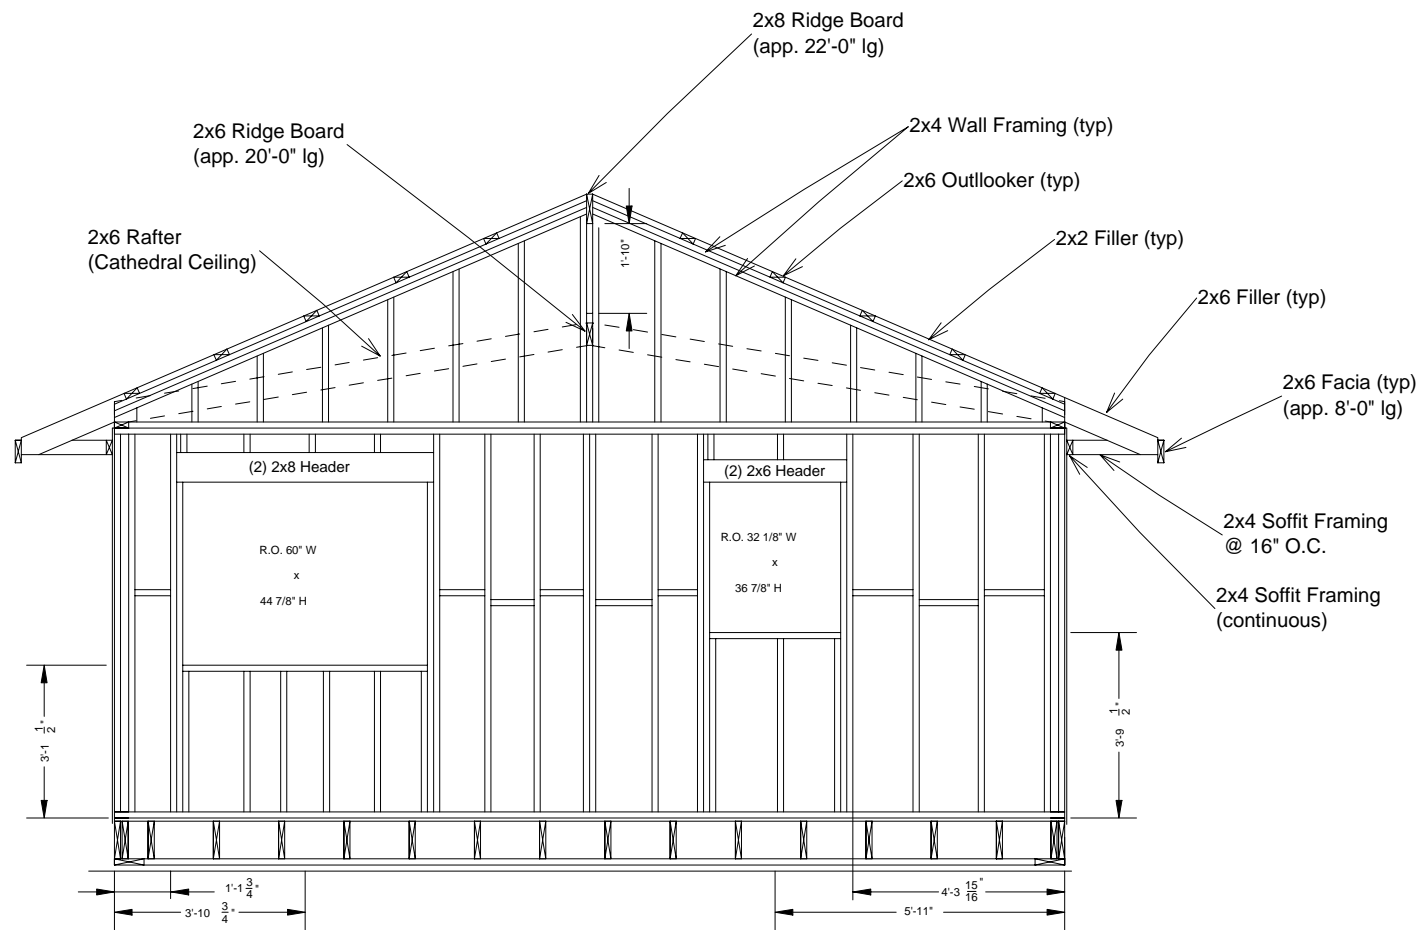 2x8 Ridge Board
(app. 22'-0" lg)
2x6 Ridge Board
(app. 20'-0" lg)
2x4 Wall Framing (typ)
2x6 Outllooker (typ)
2x6 Rafter
(Cathedral Ceiling)
2x2 Filler (typ)
1'-10"
2x6 Filler (typ)
2x6 Facia (typ)
(app. 8'-0" lg)
(2) 2x8 Header
(2) 2x6 Header
2x4 Soffit Framing
@ 16" O.C.
R.O. 60" W
x
44 7/8" H
R.O. 32 1/8" W
x
36 7/8" H
2x4 Soffit Framing
(continuous)
3'-1 1/2"
3'-9 1/2"
1'-1 3/4"
4'-3 15/16"
3'-10 3/4"
5'-11"